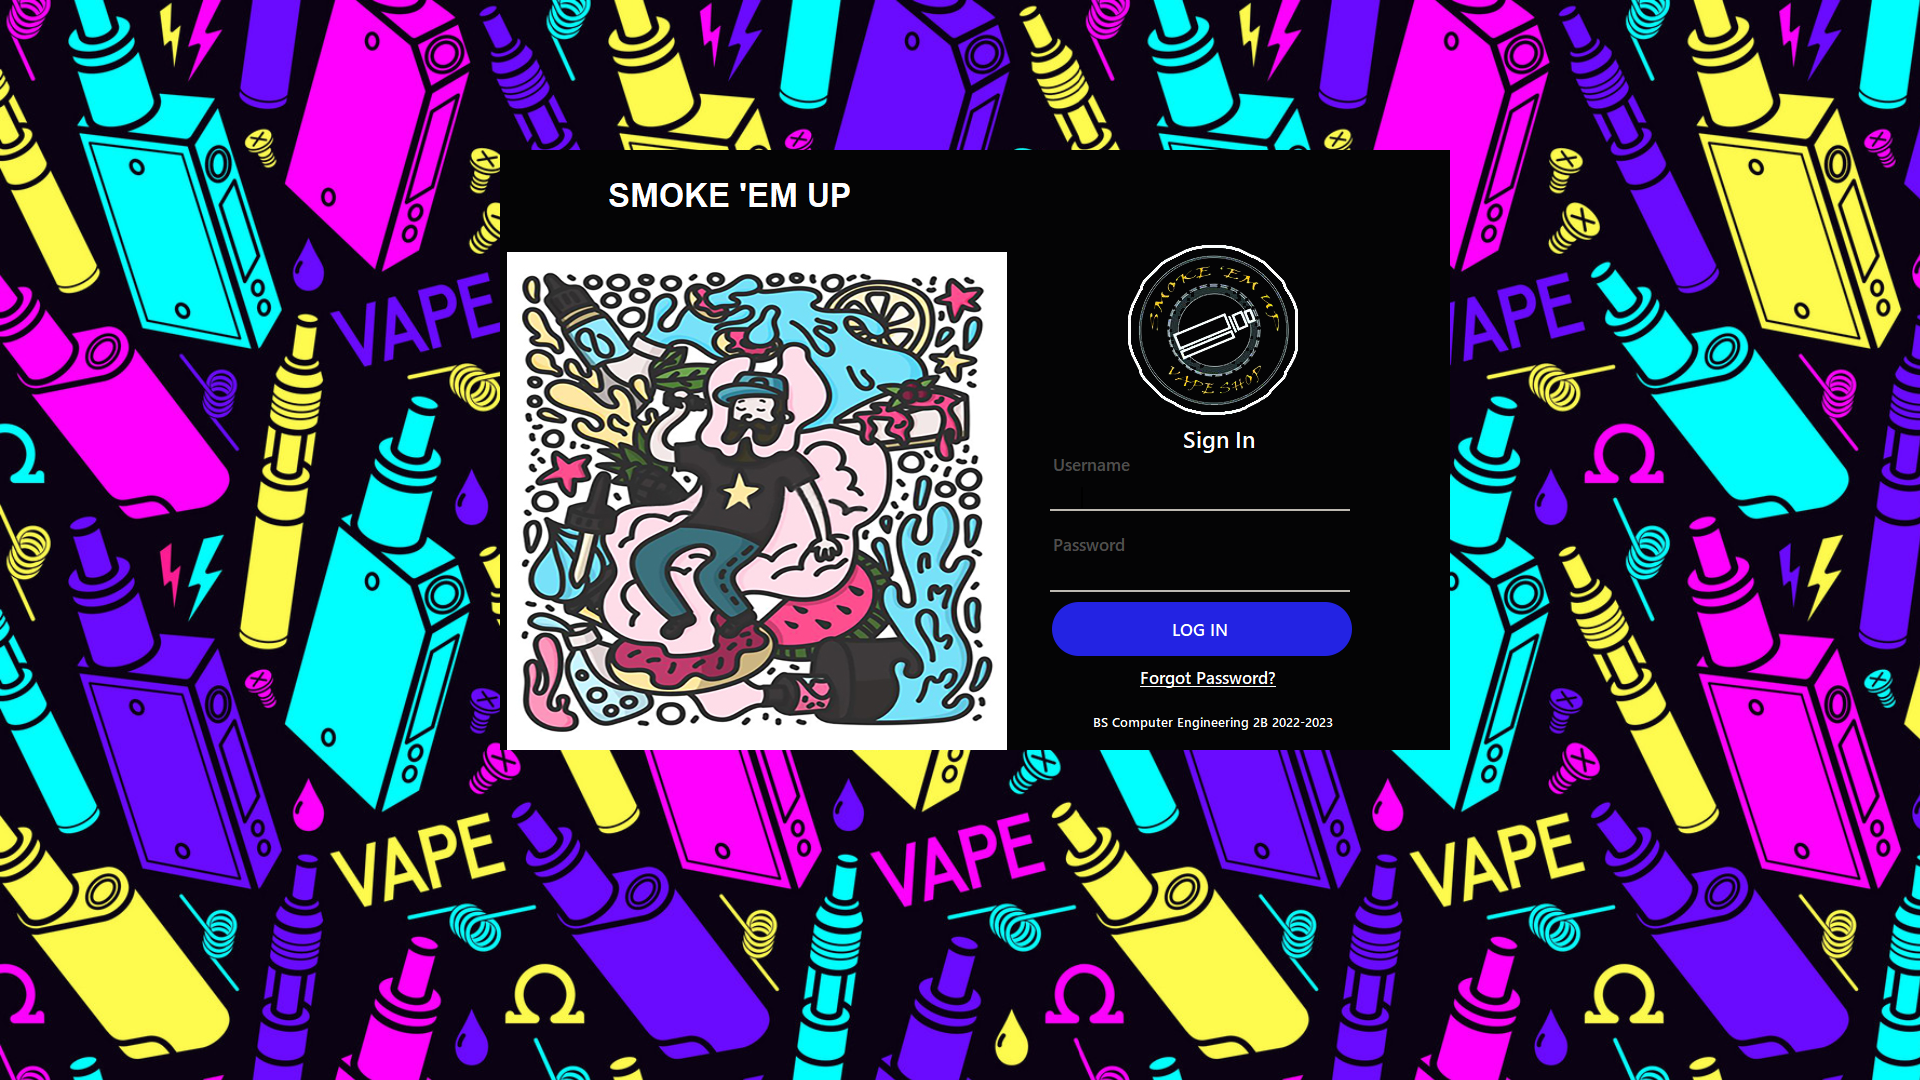 SMOKE 'EM UP
SMOKE 'EM UP
VAPE SHOP
Sign In
Username
Password
LOG IN
Forgot Password?
BS Computer Engineering 2B 2022-2023
VAPE
VAPE
VAPE
VAPE
VAPE